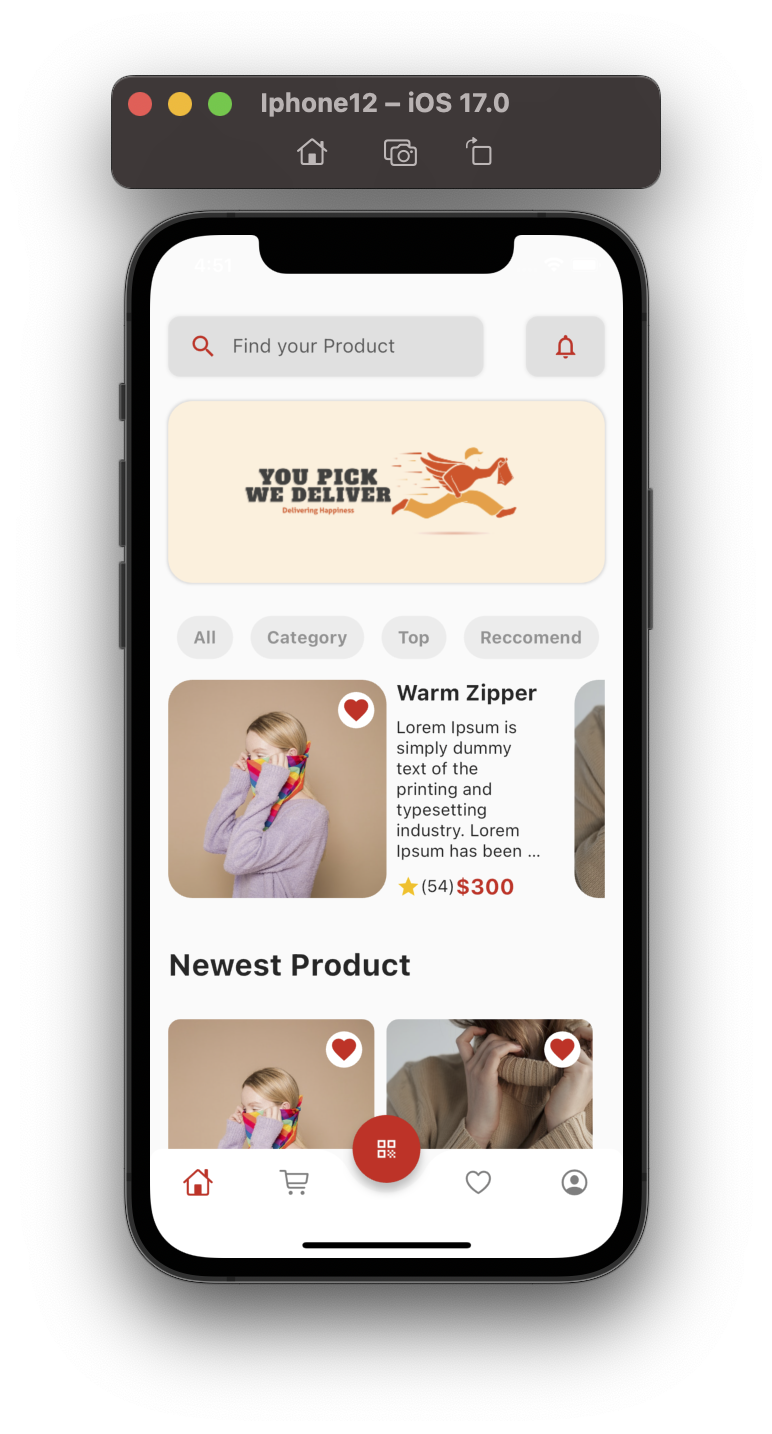 Iphone12 – iOS 17.0
4:51
Find your Product
YOU PICK
WE DELIVER
Delivering Happiness
All
Category
Top
Reccomend
Warm Zipper
Lorem Ipsum is
simply dummy
text of the
printing and
typesetting
industry. Lorem
Ipsum has been ...
(54) $300
Newest Product